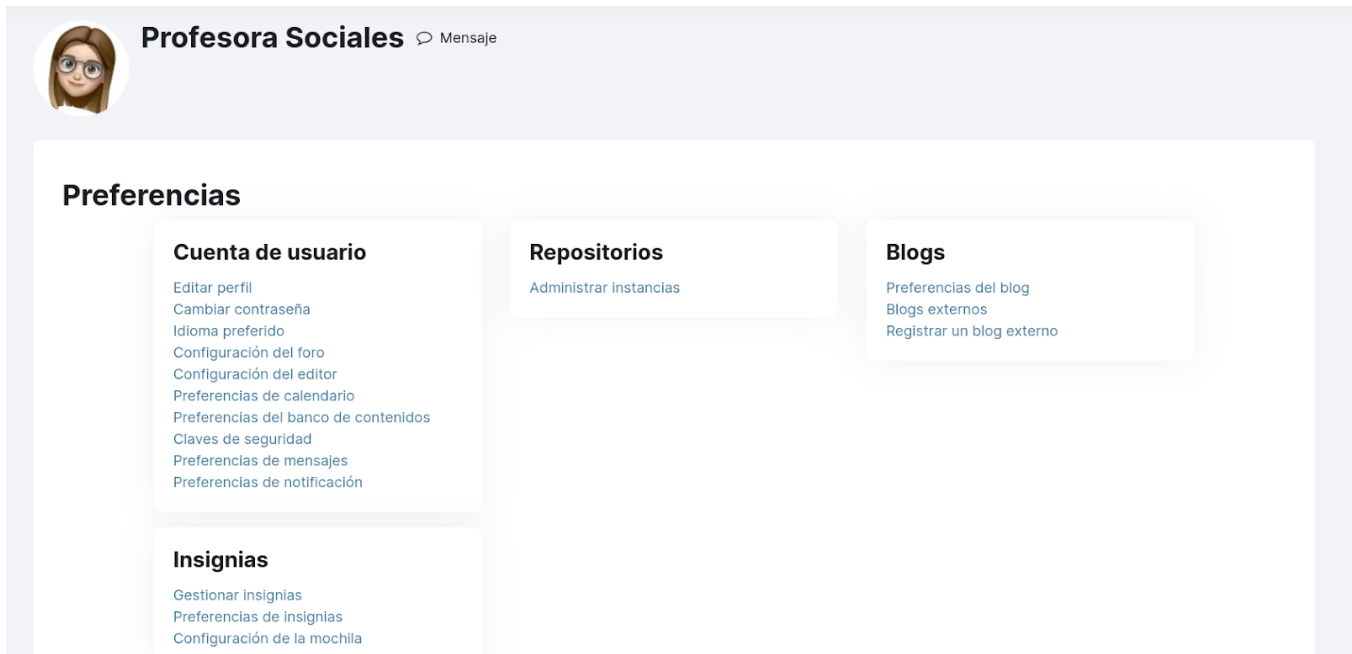 Profesora Sociales Mensaje
Preferencias
Cuenta de usuario
Editar perfil
Cambiar contraseña
Idioma preferido
Configuración del foro
Configuración del editor
Preferencias de calendario
Preferencias del banco de contenidos
Claves de seguridad
Preferencias de mensajes
Preferencias de notificación
Repositorios
Administrar instancias
Blogs
Preferencias del blog
Blogs externos
Registrar un blog externo
Insignias
Gestionar insignias
Preferencias de insignias
Configuración de la mochila